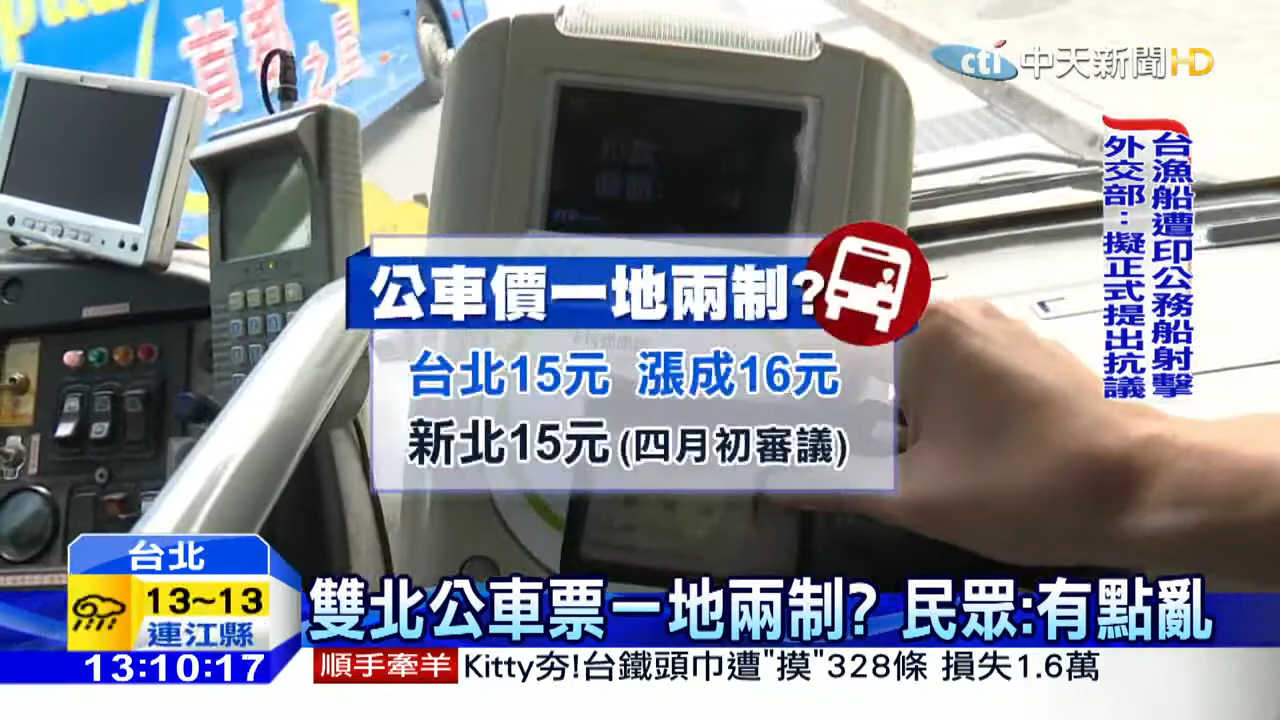 首都之星
cti 中天新聞HD
台漁船遭印公務船射擊
外交部：擬正式提出抗議
公車價一地兩制?
台北15元 漲成16元
新北15元(四月初審議)
台北
13~13
連江縣
雙北公車票一地兩制? 民眾:有點亂
13:10:17
順手牽羊 Kitty夯!台鐵頭巾遭"摸"328條 損失1.6萬